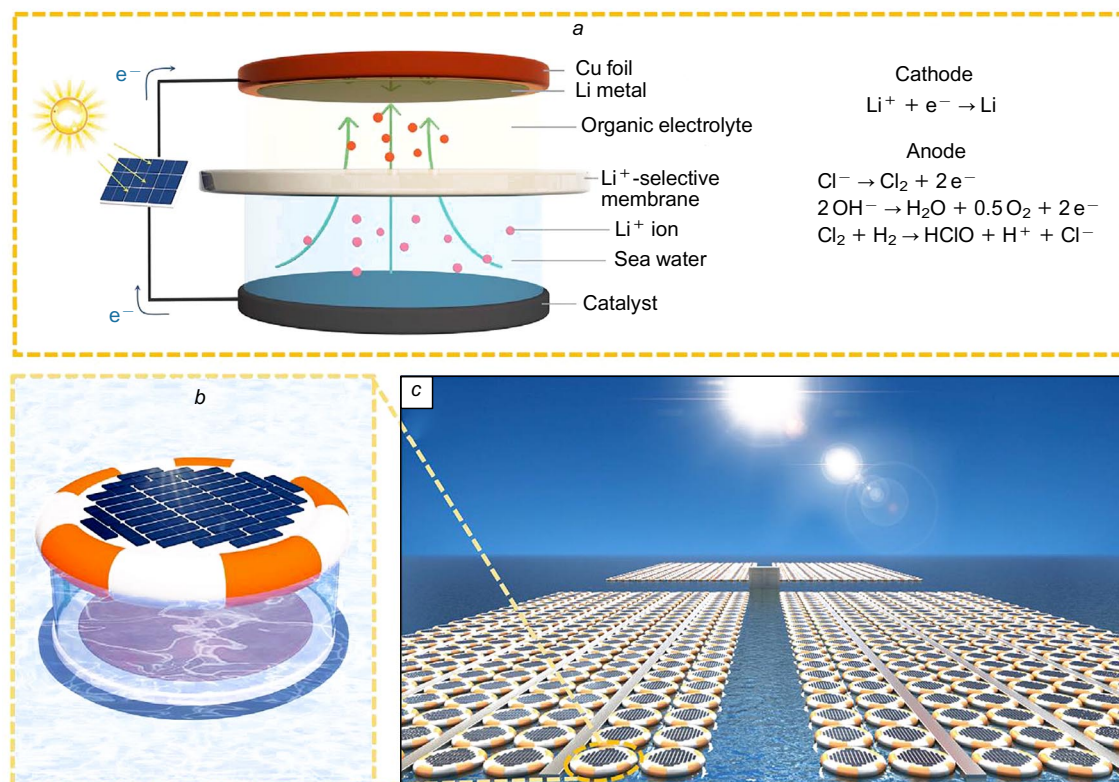 a
e⁻
Cu foil
Li metal
Organic electrolyte
Li⁺-selective
membrane
Li⁺ ion
Sea water
Catalyst
e⁻
Cathode
Li⁺ + e⁻ → Li
Anode
Cl⁻ → Cl₂ + 2 e⁻
2 OH⁻ → H₂O + 0.5 O₂ + 2 e⁻
Cl₂ + H₂ → HClO + H⁺ + Cl⁻
b
c